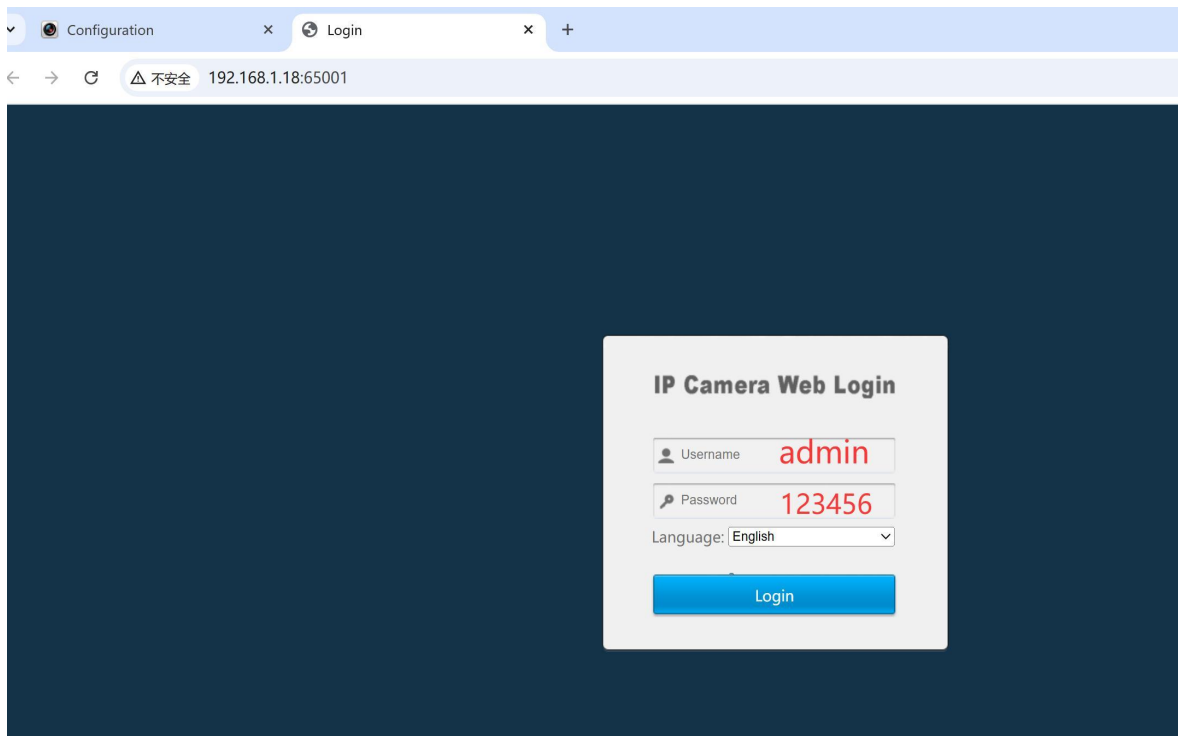 Configuration
Login
不安全 192.168.1.18:65001
IP Camera Web Login
Username admin
Password 123456
Language: English
Login